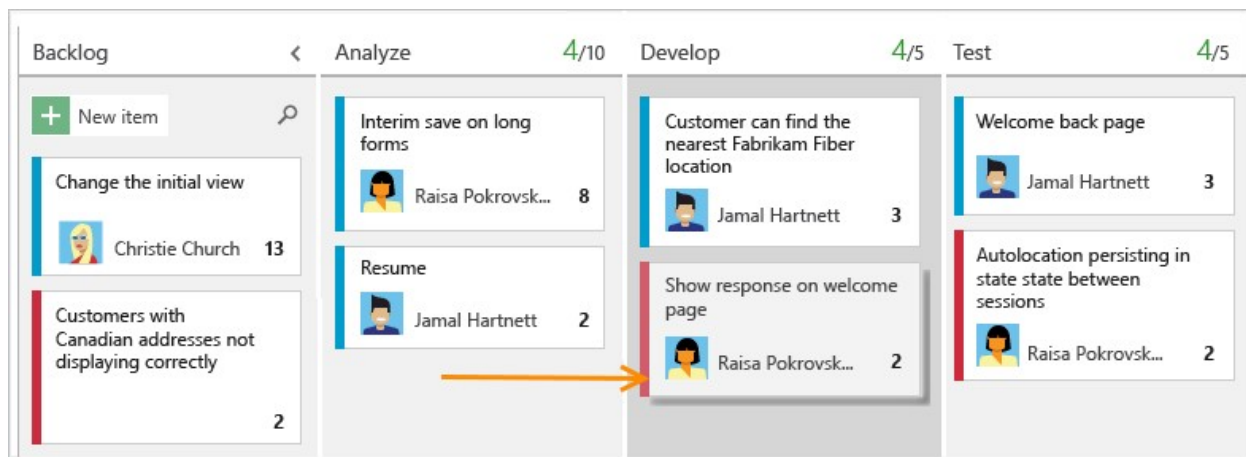 Backlog
New item
Change the initial view
Christie Church 13
Customers with
Canadian addresses not
displaying correctly
2
Analyze 4/10
Interim save on long
forms
Raisa Pokrovsk... 8
Resume
Jamal Hartnett 2
Develop 4/5
Customer can find the
nearest Fabrikam Fiber
location
Jamal Hartnett 3
Show response on welcome
page
Raisa Pokrovsk... 2
Test 4/5
Welcome back page
Jamal Hartnett 3
Autolocation persisting in
state state between
sessions
Raisa Pokrovsk... 2